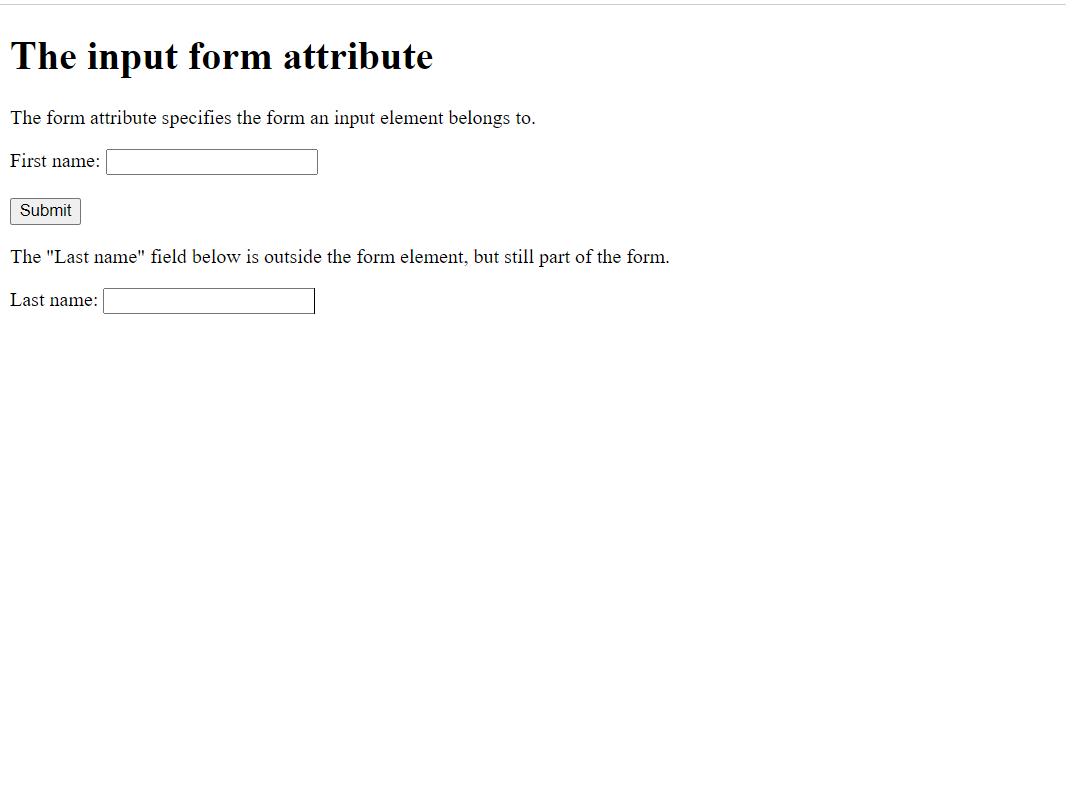 The input form attribute
The form attribute specifies the form an input element belongs to.
First name:
Submit
The "Last name" field below is outside the form element, but still part of the form.
Last name: